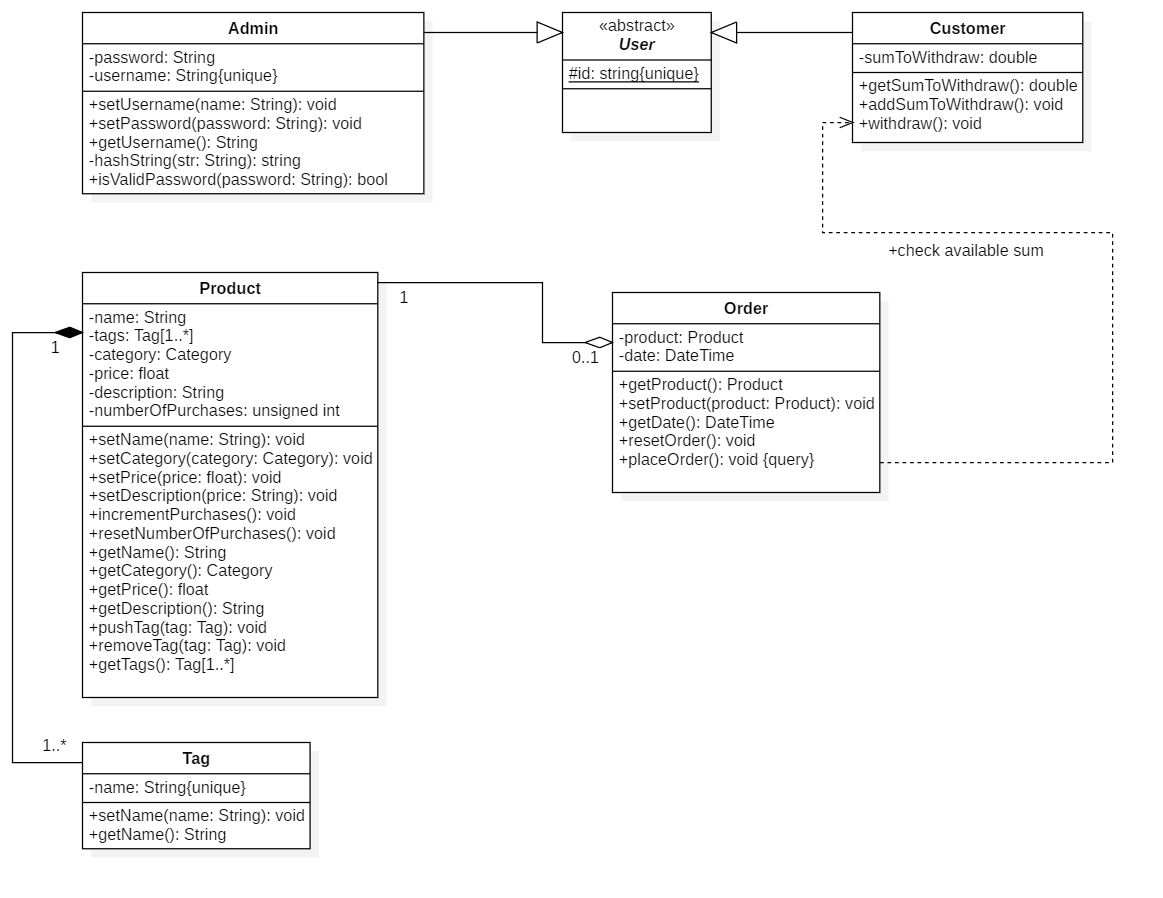 Admin
-password: String
-username: String{unique}
+setUsername(name: String): void
+setPassword(password: String): void
+getUsername(): String
-hashString(str: String): string
+isValidPassword(password: String): bool
«abstract»
User
#id: string{unique}
Customer
-sumToWithdraw: double
+getSumToWithdraw(): double
+addSumToWithdraw(): void
+withdraw(): void
+check available sum
Product
-name: String
-tags: Tag[1..*]
-category: Category
-price: float
-description: String
-numberOfPurchases: unsigned int
+setName(name: String): void
+setCategory(category: Category): void
+setPrice(price: float): void
+setDescription(price: String): void
+incrementPurchases(): void
+resetNumberOfPurchases(): void
+getName(): String
+getCategory(): Category
+getPrice(): float
+getDescription(): String
+pushTag(tag: Tag): void
+removeTag(tag: Tag): void
+getTags(): Tag[1..*]
1
1
0..1
Order
-product: Product
-date: DateTime
+getProduct(): Product
+setProduct(product: Product): void
+getDate(): DateTime
+resetOrder(): void
+placeOrder(): void {query}
1..*
Tag
-name: String{unique}
+setName(name: String): void
+getName(): String